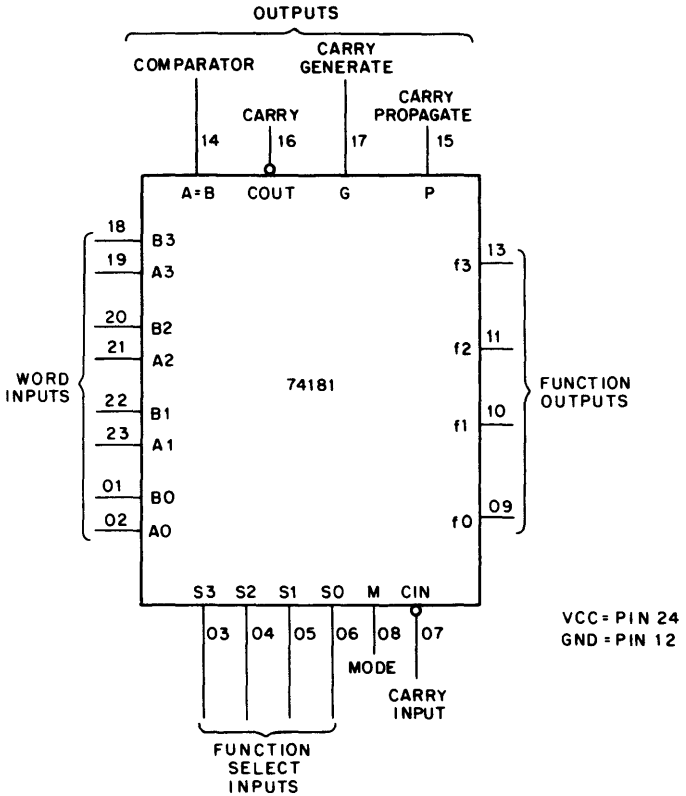 OUTPUTS
COMPARATOR
CARRY
GENERATE
CARRY
CARRY
PROPAGATE
14
16
17
15
A=B
COUT
G
P
18
B3
19
A3
20
B2
21
A2
WORD
INPUTS
22
B1
23
A1
01
B0
02
A0
74181
13
f3
11
f2
10
f1
09
f0
FUNCTION
OUTPUTS
S3 S2 S1 S0 M CIN
03 04 05 06 08 07
MODE
CARRY
INPUT
FUNCTION
SELECT
INPUTS
VCC = PIN 24
GND = PIN 12